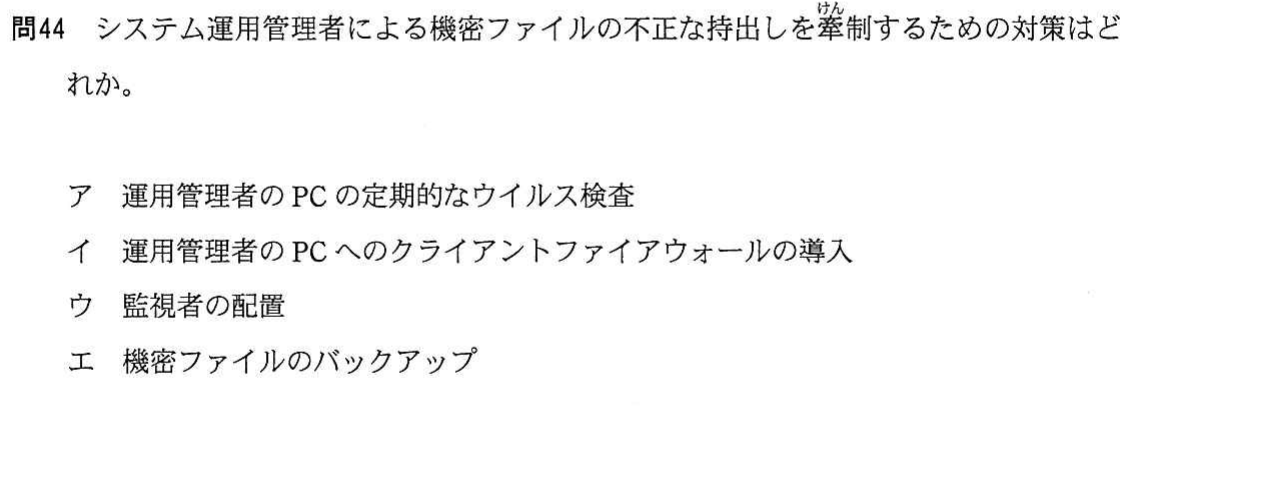 けん
問44 システム運用管理者による機密ファイルの不正な持出しを牽制するための対策はど
れか。
ア 運用管理者の PC の定期的なウイルス検査
イ 運用管理者の PC へのクライアントファイアウォールの導入
ウ 監視者の配置
エ 機密ファイルのバックアップ